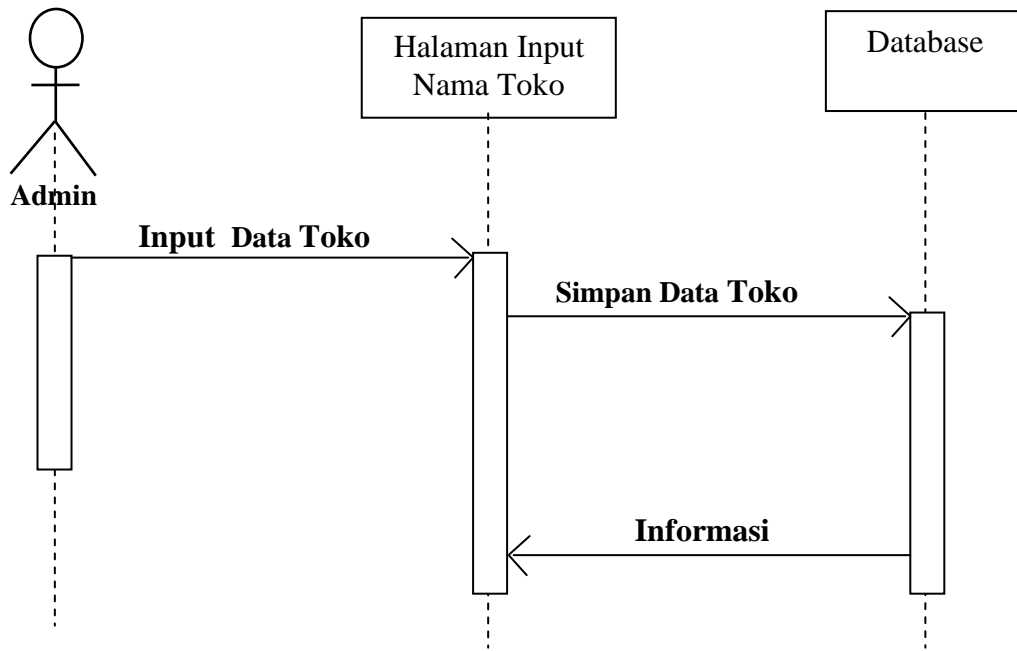 Halaman Input
Nama Toko
Database
Admin
Input Data Toko
Simpan Data Toko
Informasi